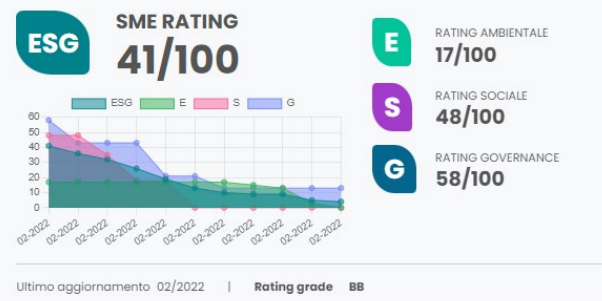 ESG
SME RATING
41/100
ESG E S G
60
50
40
30
20
10
0
02-2022 02-2022 02-2022 02-2022 02-2022 02-2022 02-2022 02-2022 02-2022 02-2022 02-2022
E
RATING AMBIENTALE
17/100
S
RATING SOCIALE
48/100
G
RATING GOVERNANCE
58/100
Ultimo aggiornamento 02/2022 | Rating grade BB